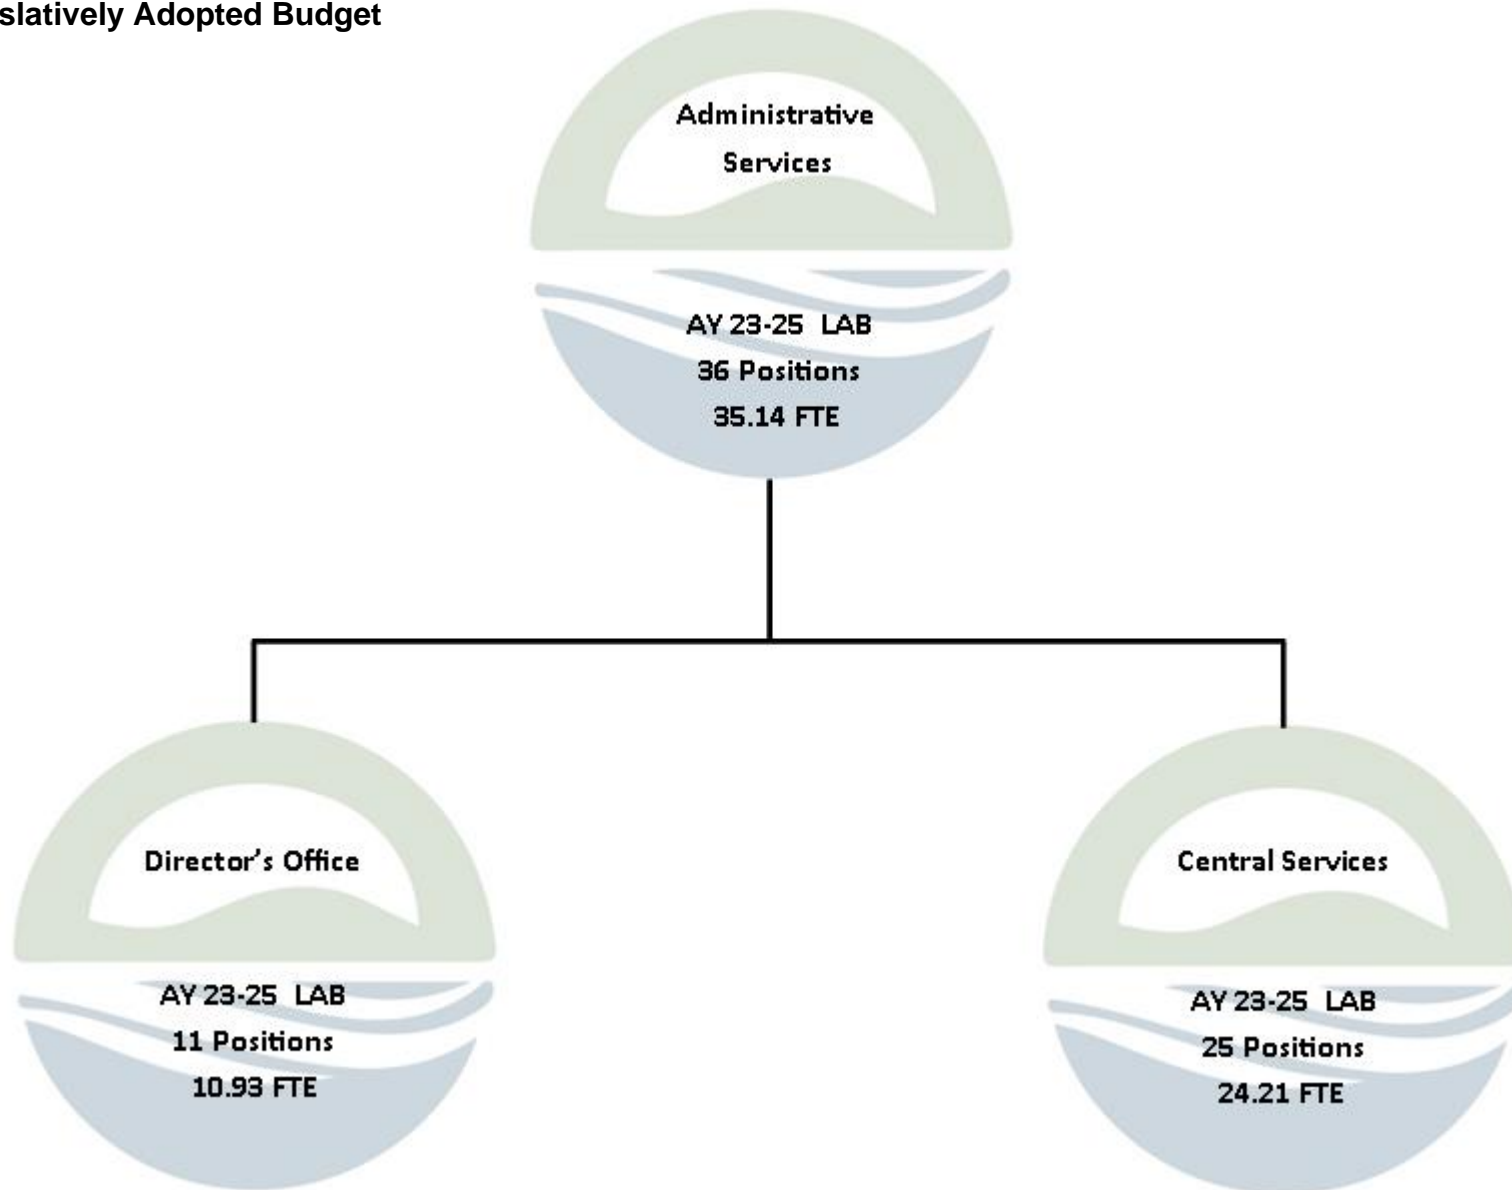 slatively Adopted Budget
Administrative
Services
AY 23-25 LAB
36 Positions
35.14 FTE
Director's Office
AY 23-25 LAB
11 Positions
10.93 FTE
Central Services
AY 23-25 LAB
25 Positions
24.21 FTE